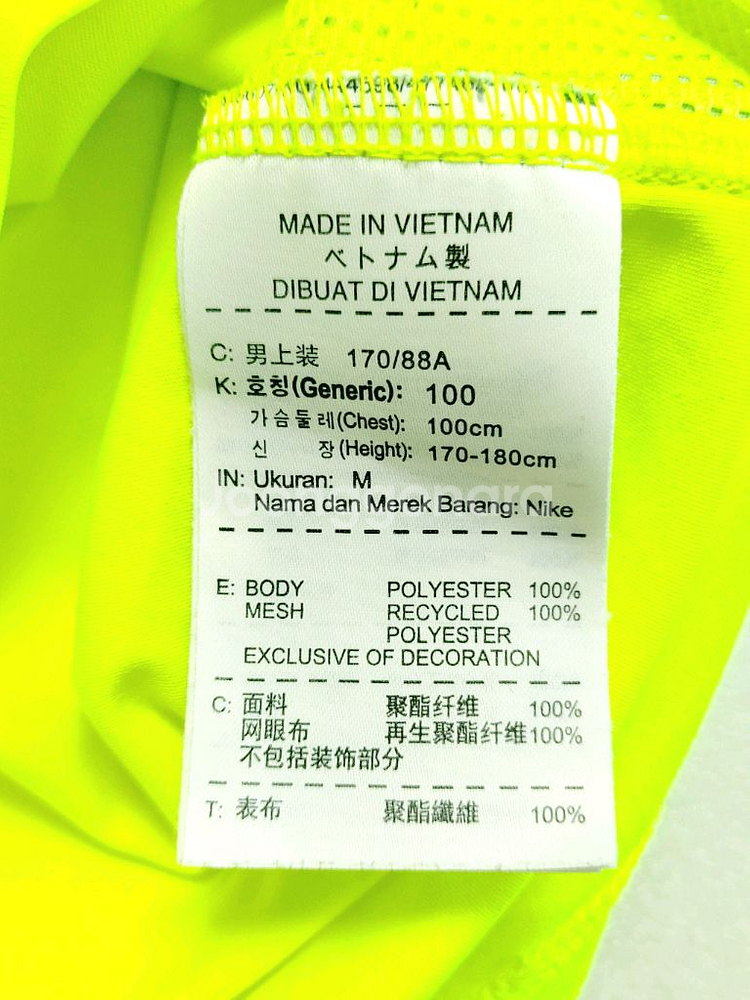 MADE IN VIETNAM
ベトナム製
DIBUAT DI VIETNAM
C: 男上装 170/88A
K: 호칭(Generic): 100
가슴둘레(Chest): 100cm
신 장(Height): 170-180cm
IN: Ukuran: M
Nama dan Merek Barang: Nike
E: BODY POLYESTER 100%
MESH RECYCLED 100%
POLYESTER
EXCLUSIVE OF DECORATION
C: 面料 聚酯纤维 100%
网眼布 再生聚酯纤维100%
不包括装饰部分
T: 表布 聚酯纖維 100%